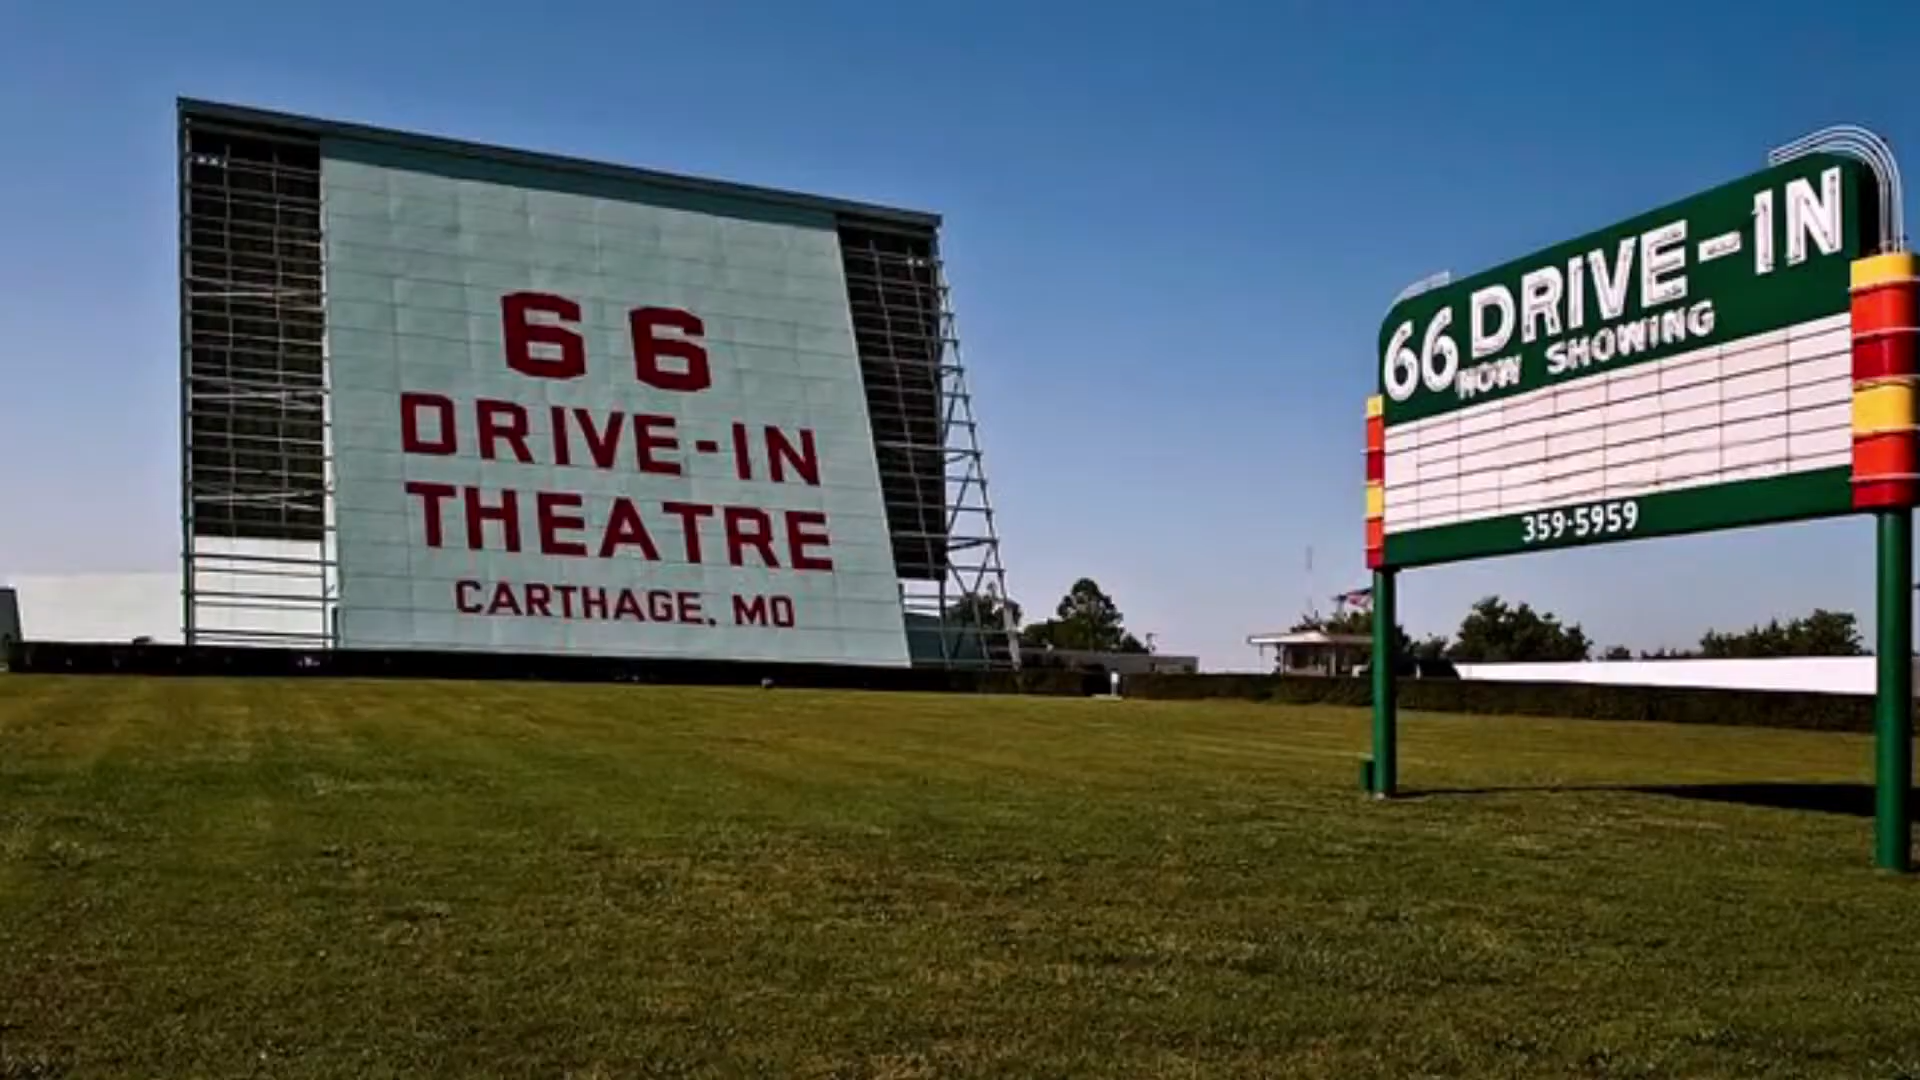 66
DRIVE-IN
THEATRE
CARTHAGE, MO
66 DRIVE-IN
NOW SHOWING
359-5959